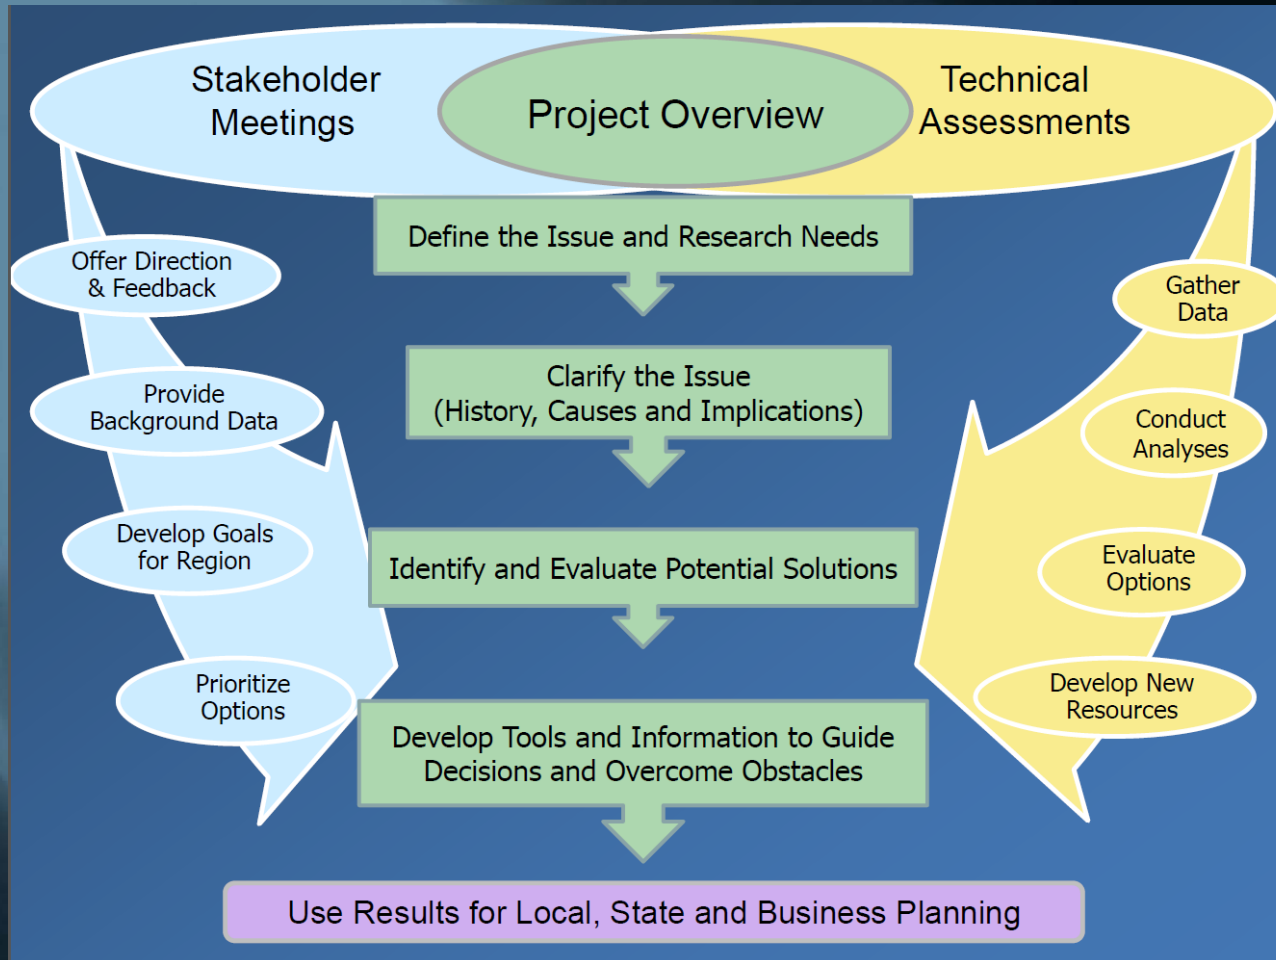 Stakeholder
Meetings
Project Overview
Technical
Assessments
Define the Issue and Research Needs
Offer Direction
& Feedback
Gather
Data
Clarify the Issue
(History, Causes and Implications)
Provide
Background Data
Conduct
Analyses
Develop Goals
for Region
Identify and Evaluate Potential Solutions
Evaluate
Options
Prioritize
Options
Develop New
Resources
Develop Tools and Information to Guide
Decisions and Overcome Obstacles
Use Results for Local, State and Business Planning